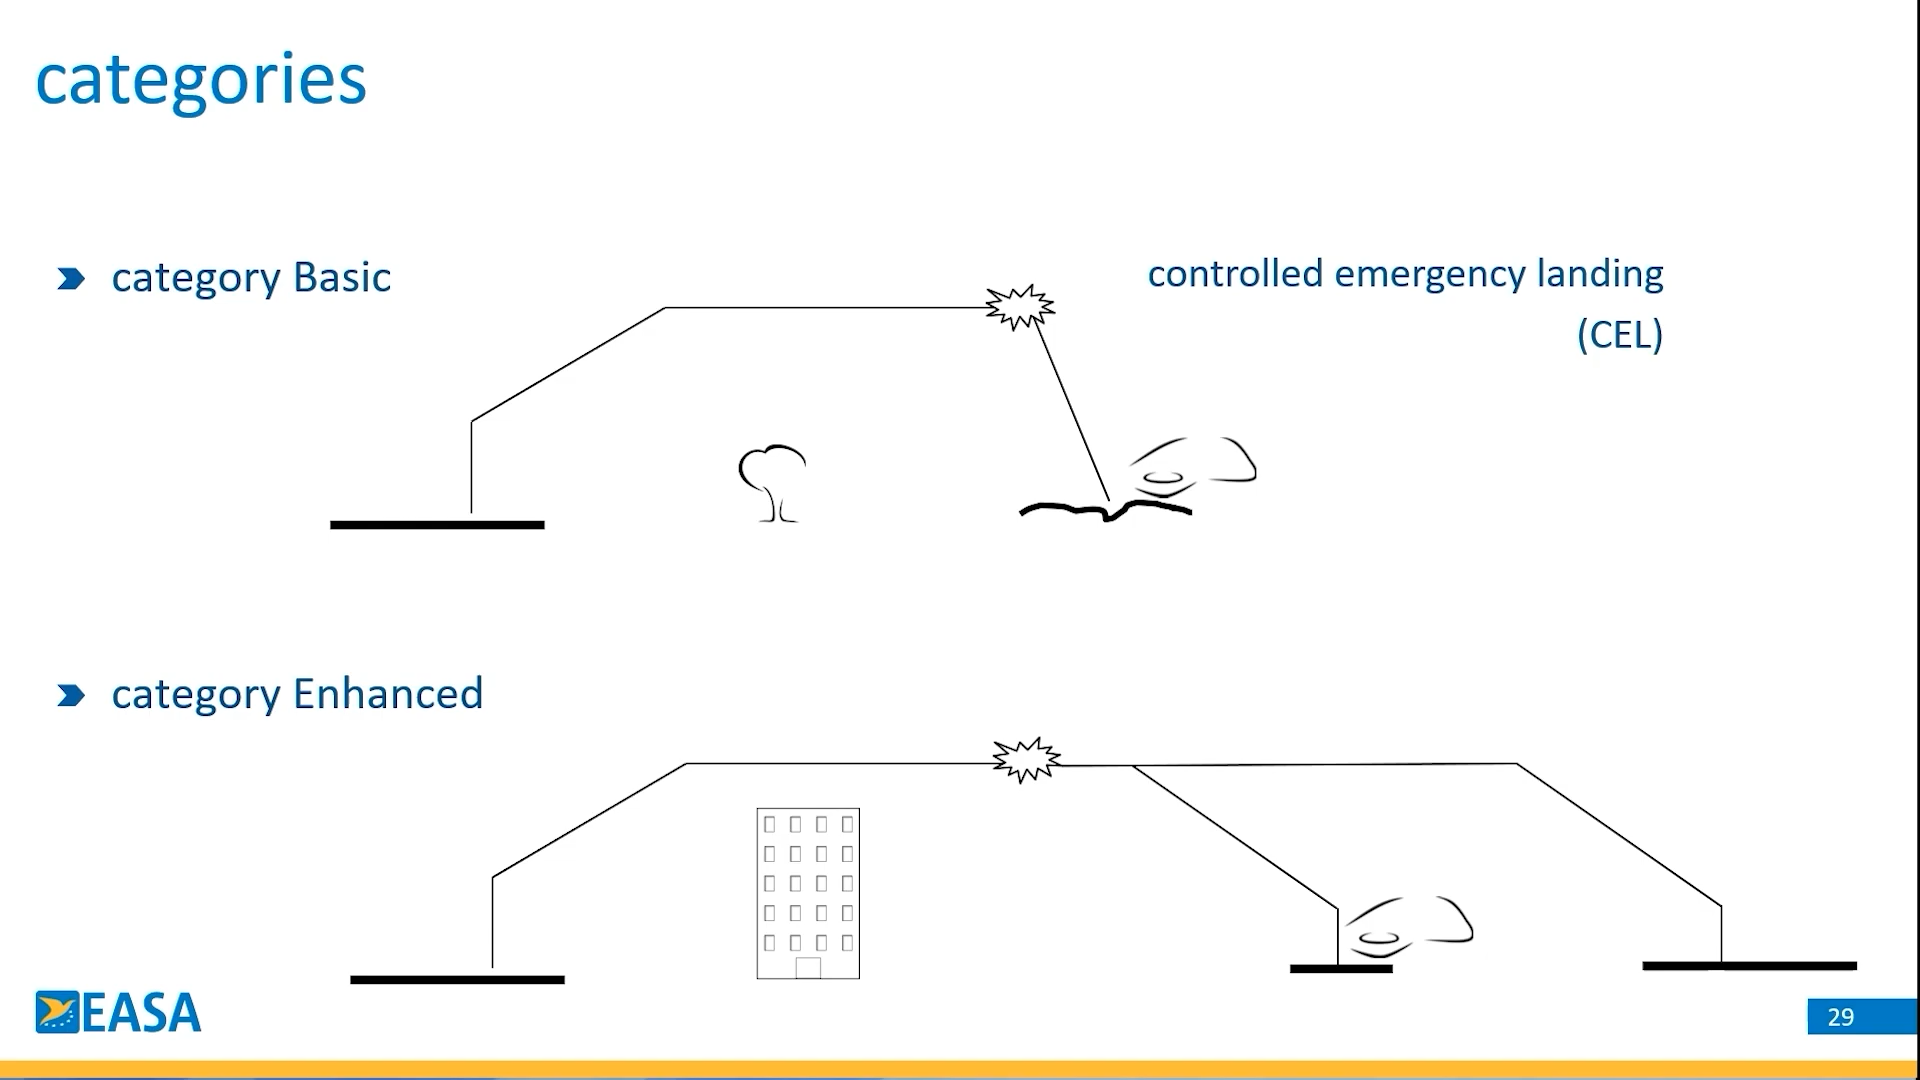 categories
category Basic
controlled emergency landing
(CEL)
category Enhanced
EASA
29